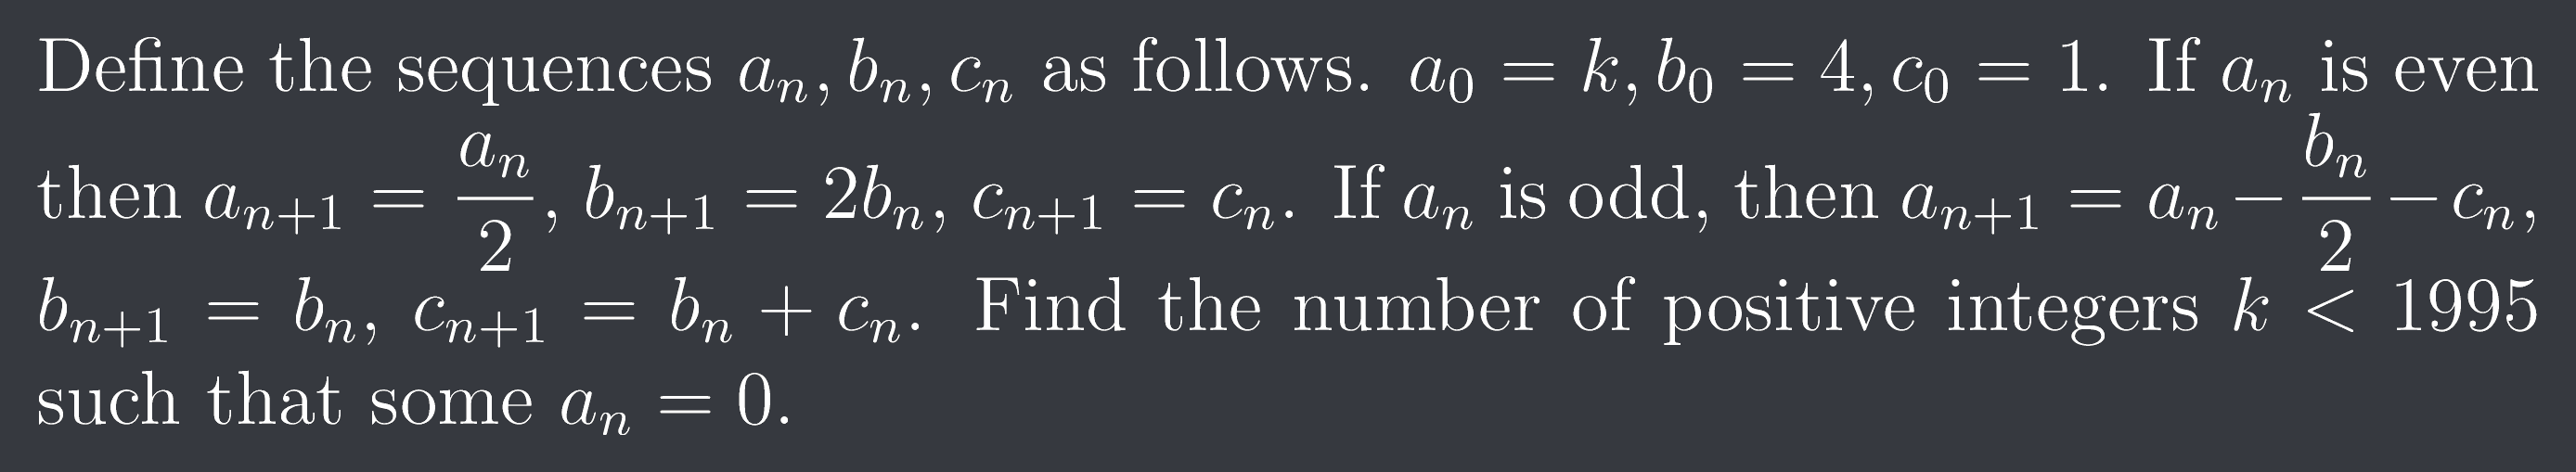 Define the sequences $a_n, b_n, c_n$ as follows. $a_0 = k, b_0 = 4, c_0 = 1$. If $a_n$ is even
then $a_{n+1} = \dfrac{a_n}{2}, b_{n+1} = 2b_n, c_{n+1} = c_n$. If $a_n$ is odd, then $a_{n+1} = a_n - \dfrac{b_n}{2} - c_n,$
$b_{n+1} = b_n, c_{n+1} = b_n + c_n$. Find the number of positive integers $k < 1995$
such that some $a_n = 0$.